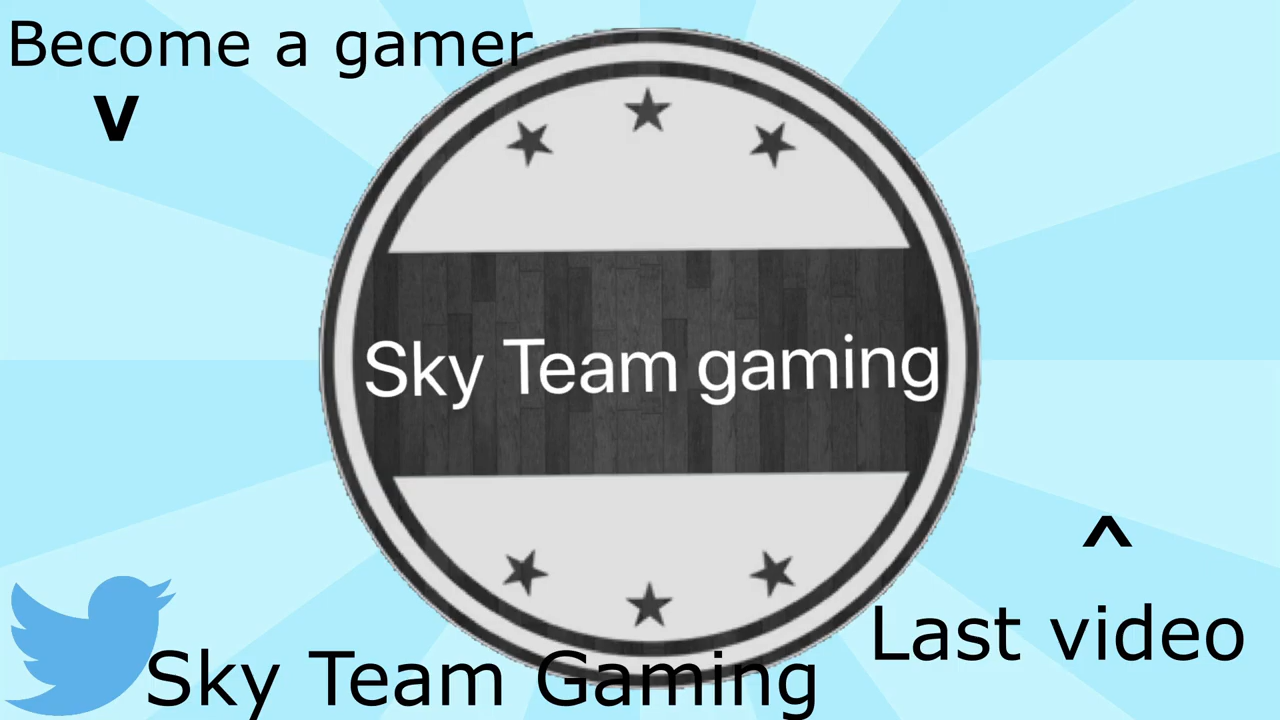 Become a gamer
v
Sky Team gaming
^
Last video
Sky Team Gaming